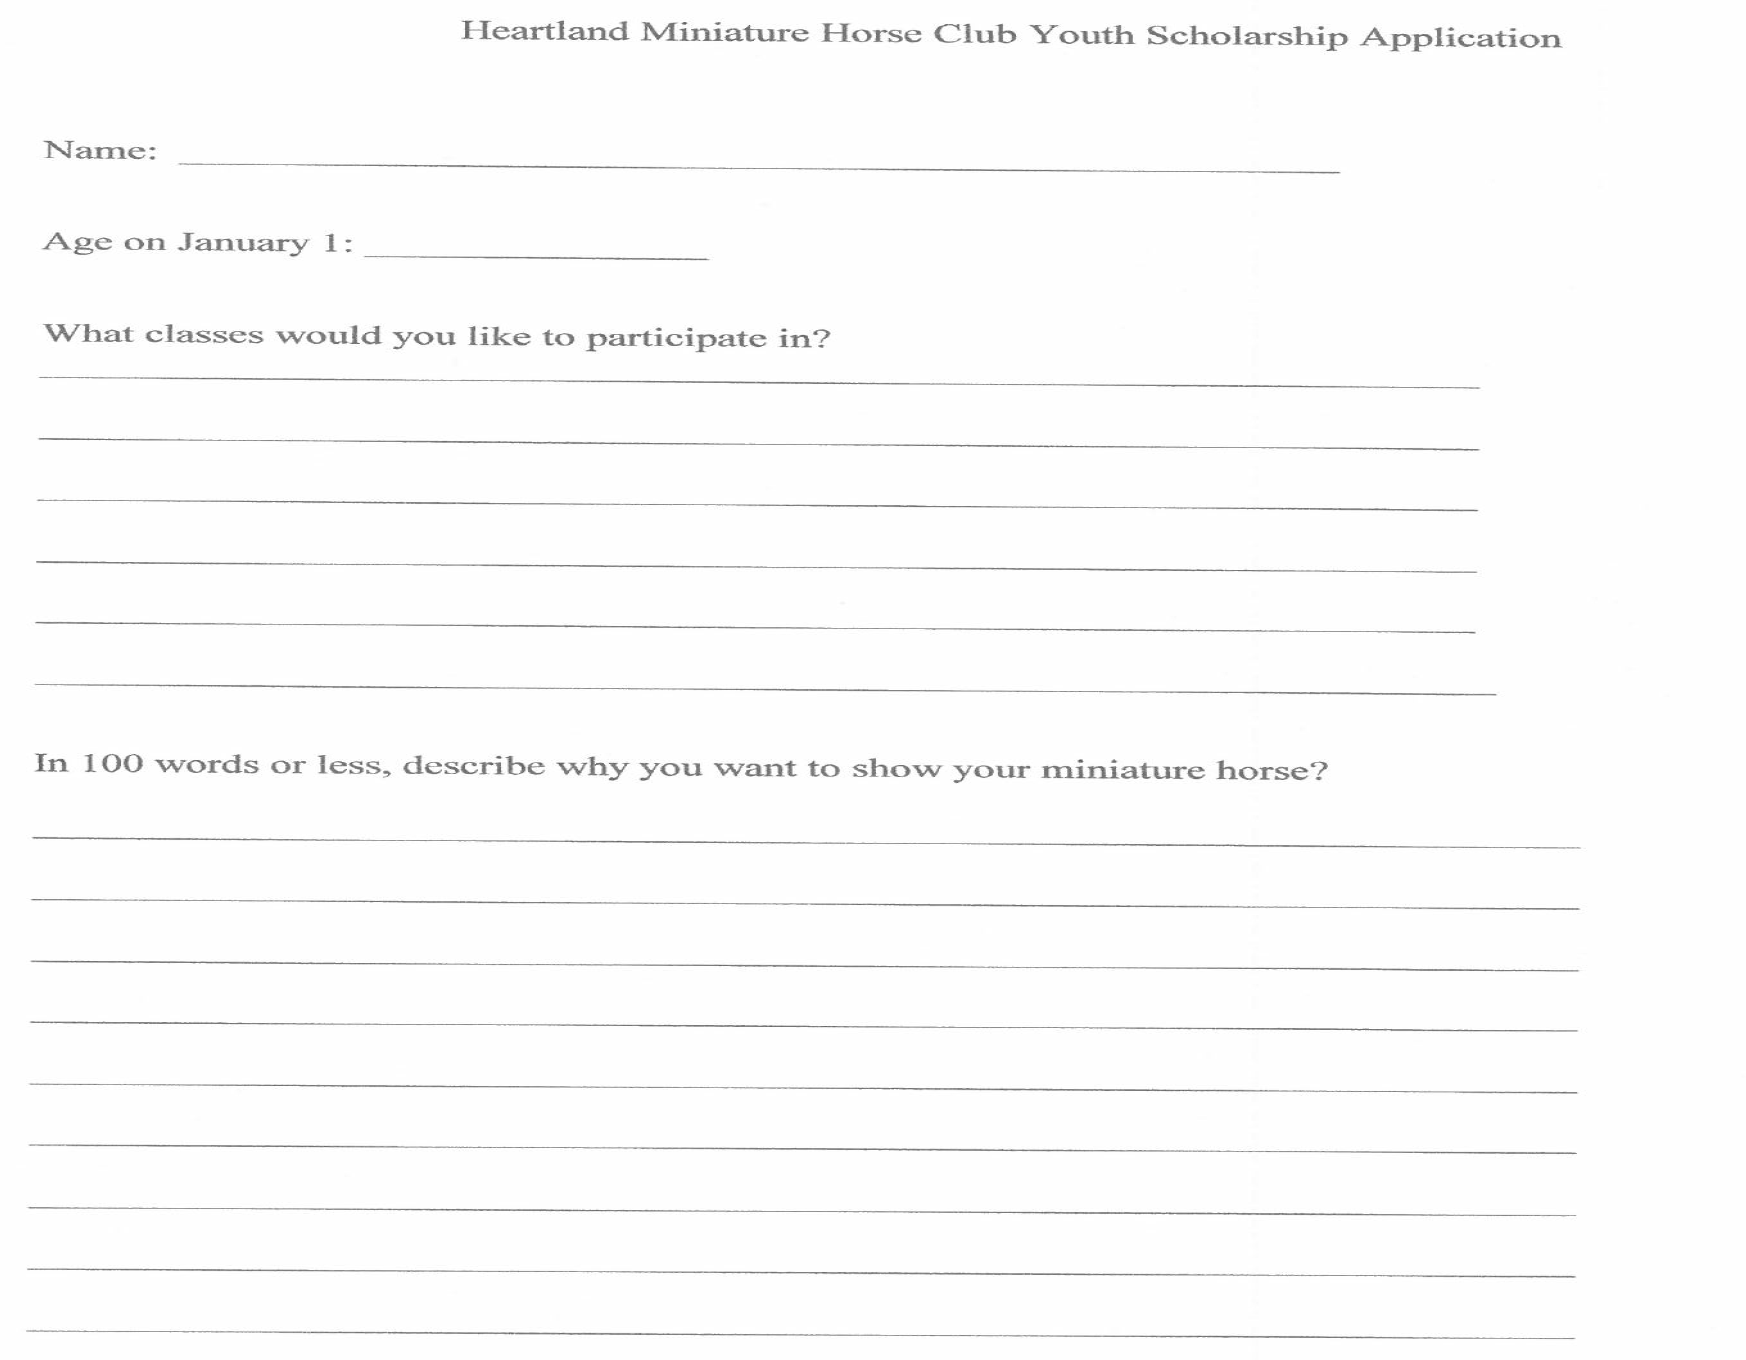 Heartland Miniature Horse Club Youth Scholarship Application
Name:
Age on January 1:
What classes would you like to participate in?
In 100 words or less, describe why you want to show your miniature horse?